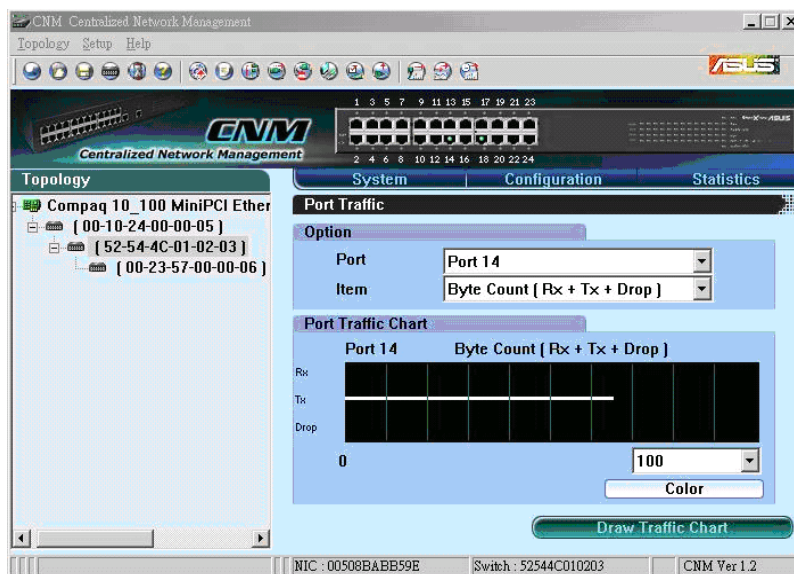 CNM Centralized Network Management
Topology Setup Help
ASUS
CNM
Centralized Network Management
1 3 5 7 9 11 13 15 17 19 21 23
2 4 6 8 10 12 14 16 18 20 22 24
Topology
System Configuration Statistics
Compaq 10_100 MiniPCI Ether
( 00-10-24-00-00-05 )
( 52-54-4C-01-02-03 )
( 00-23-57-00-00-06 )
Port Traffic
Option
Port Port 14
Item Byte Count ( Rx + Tx + Drop )
Port Traffic Chart
Port 14 Byte Count ( Rx + Tx + Drop )
Rx
Tx
Drop
0 100
Color
Draw Traffic Chart
NIC : 00508BABB59E Switch : 52544C010203 CNM Ver 1.2